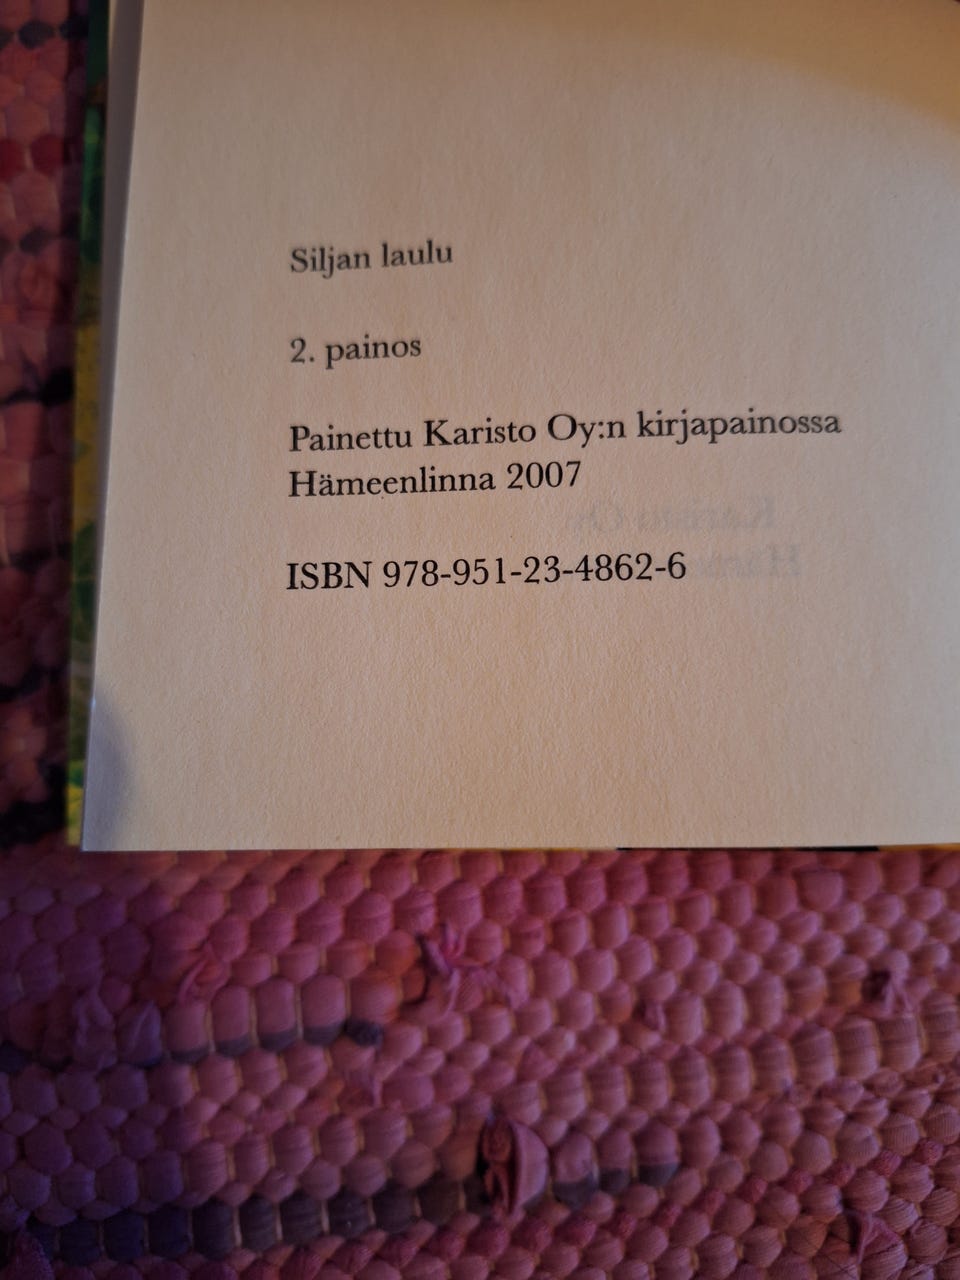 Siljan laulu
2. painos
Painettu Karisto Oy:n kirjapainossa
Hämeenlinna 2007
ISBN 978-951-23-4862-6